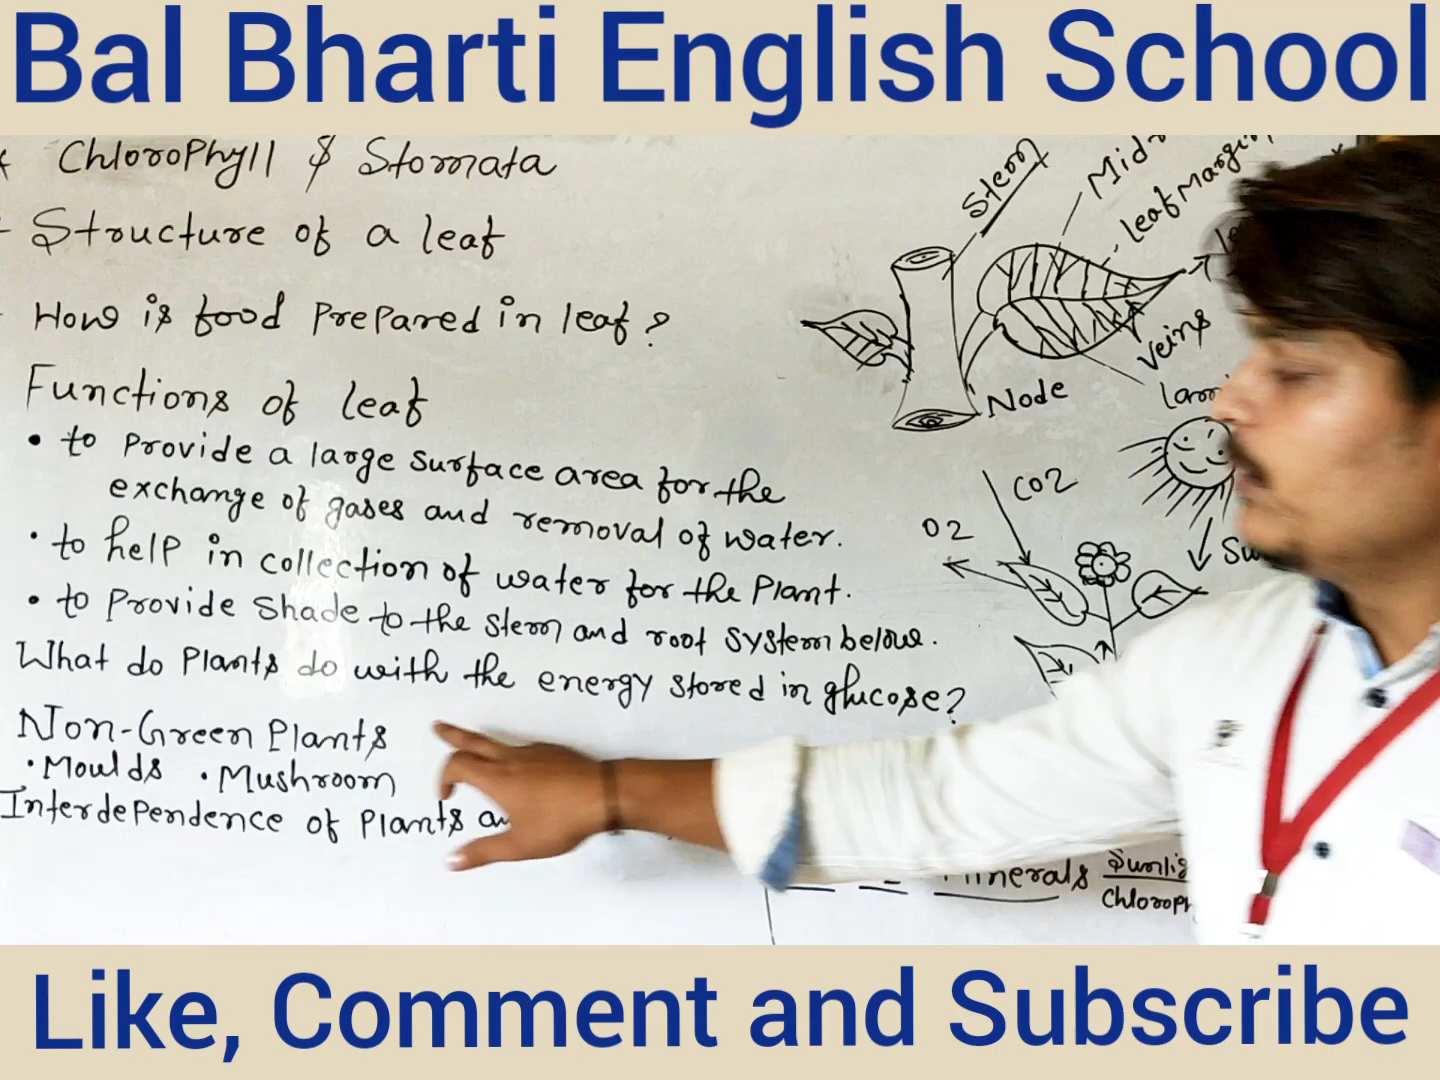 Bal Bharti English School
Chlorophyll & Stomata
Structure of a leaf
How is food Prepared in leaf?
Functions of leaf
• to Provide a large surface area for the
exchange of gases and removal of water.
• to help in collection of water for the Plant.
• to Provide Shade to the stem and root system below.
What do Plants do with the energy stored in glucose?
Non-Green Plants
• Moulds • Mushroom
Interdependence of Plants
Stem
Leaf Margin
Veins
Node
CO2
O2
Minerals
Like, Comment and Subscribe